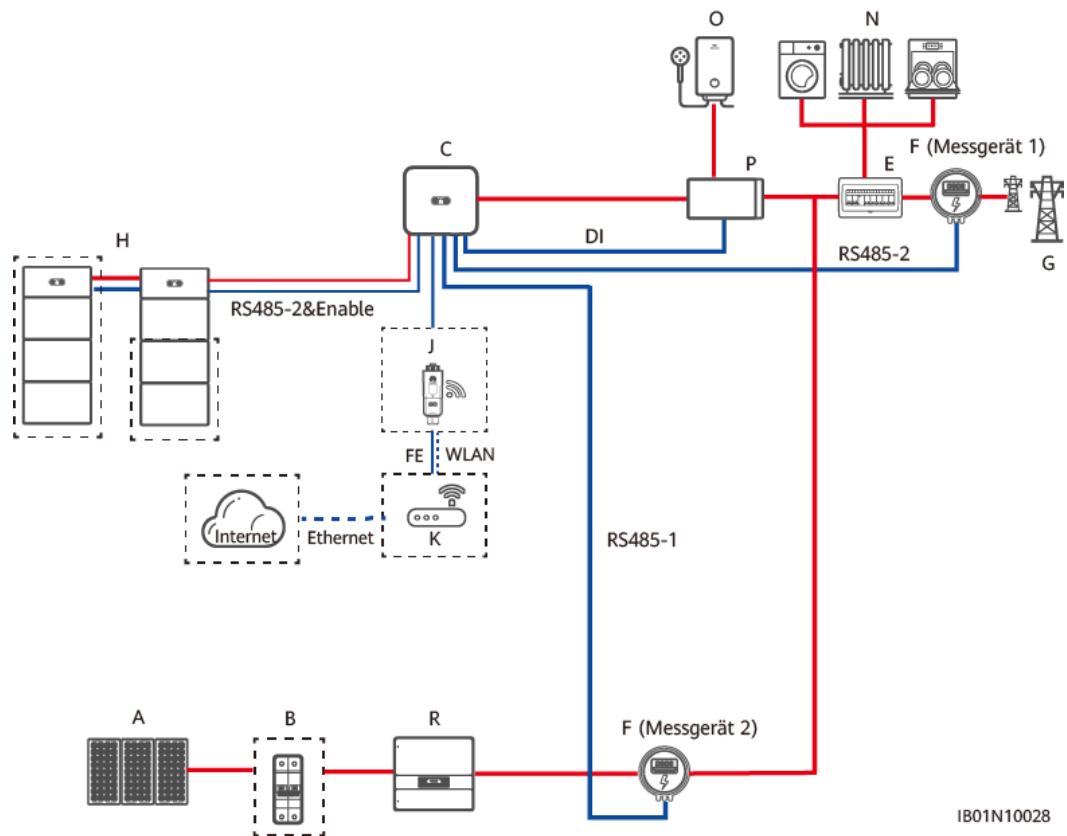 O
N
C
P
E
F (Messgerät 1)
H
DI
RS485-2
G
RS485-2&Enable
J
FE
WLAN
Internet
Ethernet
K
RS485-1
A
B
R
F (Messgerät 2)
IB01N10028